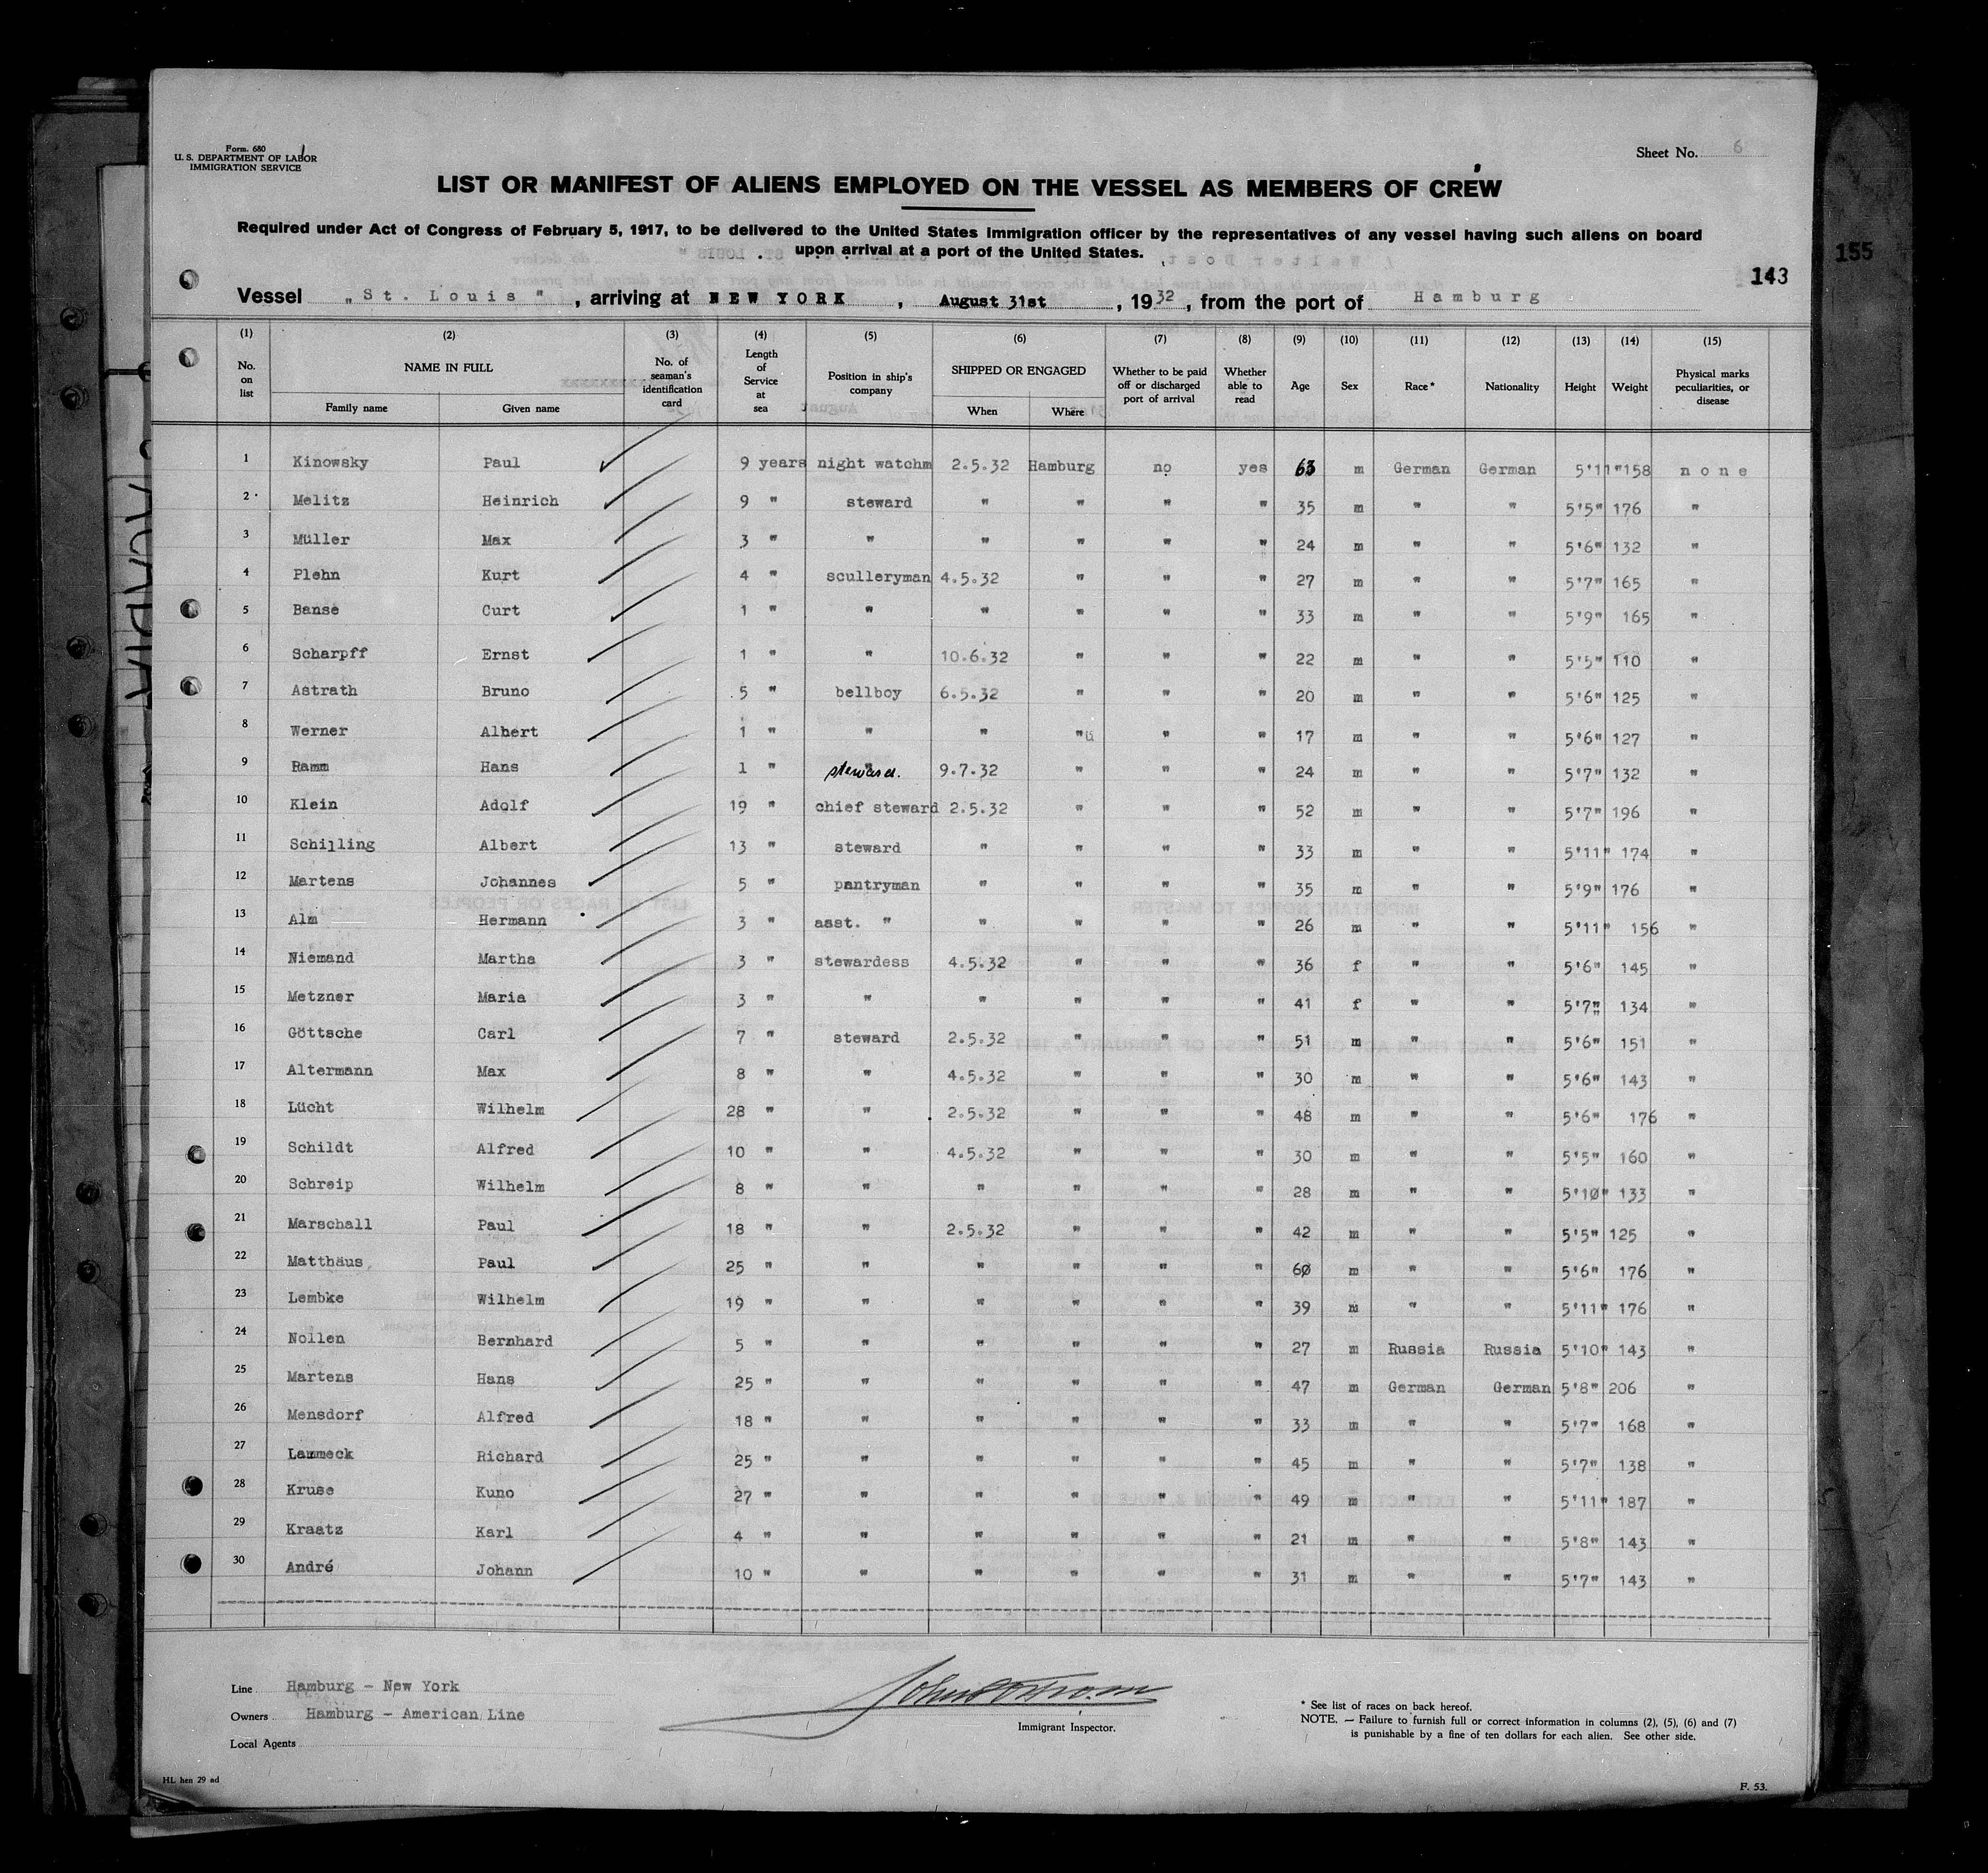 Form. 680
U. S. DEPARTMENT OF LABOR
IMMIGRATION SERVICE
Sheet No. 6
LIST OR MANIFEST OF ALIENS EMPLOYED ON THE VESSEL AS MEMBERS OF CREW
Required under Act of Congress of February 5, 1917, to be delivered to the United States immigration officer by the representatives of any vessel having such aliens on board
upon arrival at a port of the United States.
155
143
Vessel „St. Louis" , arriving at NEW YORK , August 31st , 1932 , from the port of Hamburg
(1) (2) (3) (4) (5) (6) (7) (8) (9) (10) (11) (12) (13) (14) (15)
No. on list NAME IN FULL Family name Given name No. of seaman's identification card Length of Service at sea Position in ship's company SHIPPED OR ENGAGED When Where Whether to be paid off or discharged port of arrival Whether able to read Age Sex Race* Nationality Height Weight Physical marks peculiarities, or disease
1 Kinowsky Paul 9 years night watchm 2.5.32 Hamburg no yes 63 m German German 5'11" 158 none
2 Melitz Heinrich 9 " steward " " " " 35 m " " 5'5" 176 "
3 Müller Max 3 " " " " " " 24 m " " 5'6" 132 "
4 Plehn Kurt 4 " sculleryman 4.5.32 " " " 27 m " " 5'7" 165 "
5 Banse Curt 1 " " " " " " 33 m " " 5'9" 165 "
6 Scharpff Ernst 1 " " 10.6.32 " " " 22 m " " 5'5" 110 "
7 Astrath Bruno 5 " bellboy 6.5.32 " " " 20 m " " 5'6" 125 "
8 Werner Albert 1 " " " " " " 17 m " " 5'6" 127 "
9 Ramm Hans 1 " steward. 9.7.32 " " " 24 m " " 5'7" 132 "
10 Klein Adolf 19 " chief steward 2.5.32 " " " 52 m " " 5'7" 196 "
11 Schilling Albert 13 " steward " " " " 33 m " " 5'11" 174 "
12 Martens Johannes 5 " pantryman " " " " 35 m " " 5'9" 176 "
13 Alm Hermann 3 " asst. " " " " " 26 m " " 5'11" 156 "
14 Niemand Martha 3 " stewardess 4.5.32 " " " 36 f " " 5'6" 145 "
15 Metzner Maria 3 " " " " " " 41 f " " 5'7" 134 "
16 Göttsche Carl 7 " steward 2.5.32 " " " 51 m " " 5'6" 151 "
17 Altermann Max 8 " " 4.5.32 " " " 30 m " " 5'6" 143 "
18 Lücht Wilhelm 28 " " 2.5.32 " " " 48 m " " 5'6" 176 "
19 Schildt Alfred 10 " " 4.5.32 " " " 30 m " " 5'5" 160 "
20 Schreip Wilhelm 8 " " " " " " 28 m " " 5'10" 133 "
21 Marschall Paul 18 " " 2.5.32 " " " 42 m " " 5'5" 125 "
22 Matthäus Paul 25 " " " " " " 60 m " " 5'6" 176 "
23 Lembke Wilhelm 19 " " " " " " 39 m " " 5'11" 176 "
24 Nollen Bernhard 5 " " " " " " 27 m Russia Russia 5'10" 143 "
25 Martens Hans 25 " " " " " " 47 m German German 5'8" 206 "
26 Mensdorf Alfred 18 " " " " " " 33 m " " 5'7" 168 "
27 Lammeck Richard 25 " " " " " " 45 m " " 5'7" 138 "
28 Kruse Kuno 27 " " " " " " 49 m " " 5'11" 187 "
29 Kraatz Karl 4 " " " " " " 21 m " " 5'8" 143 "
30 André Johann 10 " " " " " " 31 m " " 5'7" 143 "
Line Hamburg - New York
Owners Hamburg - American Line
Local Agents
Immigrant Inspector.
* See list of races on back hereof.
NOTE. — Failure to furnish full or correct information in columns (2), (5), (6) and (7)
is punishable by a fine of ten dollars for each alien. See other side.
HL hen 29 ad
F. 53.